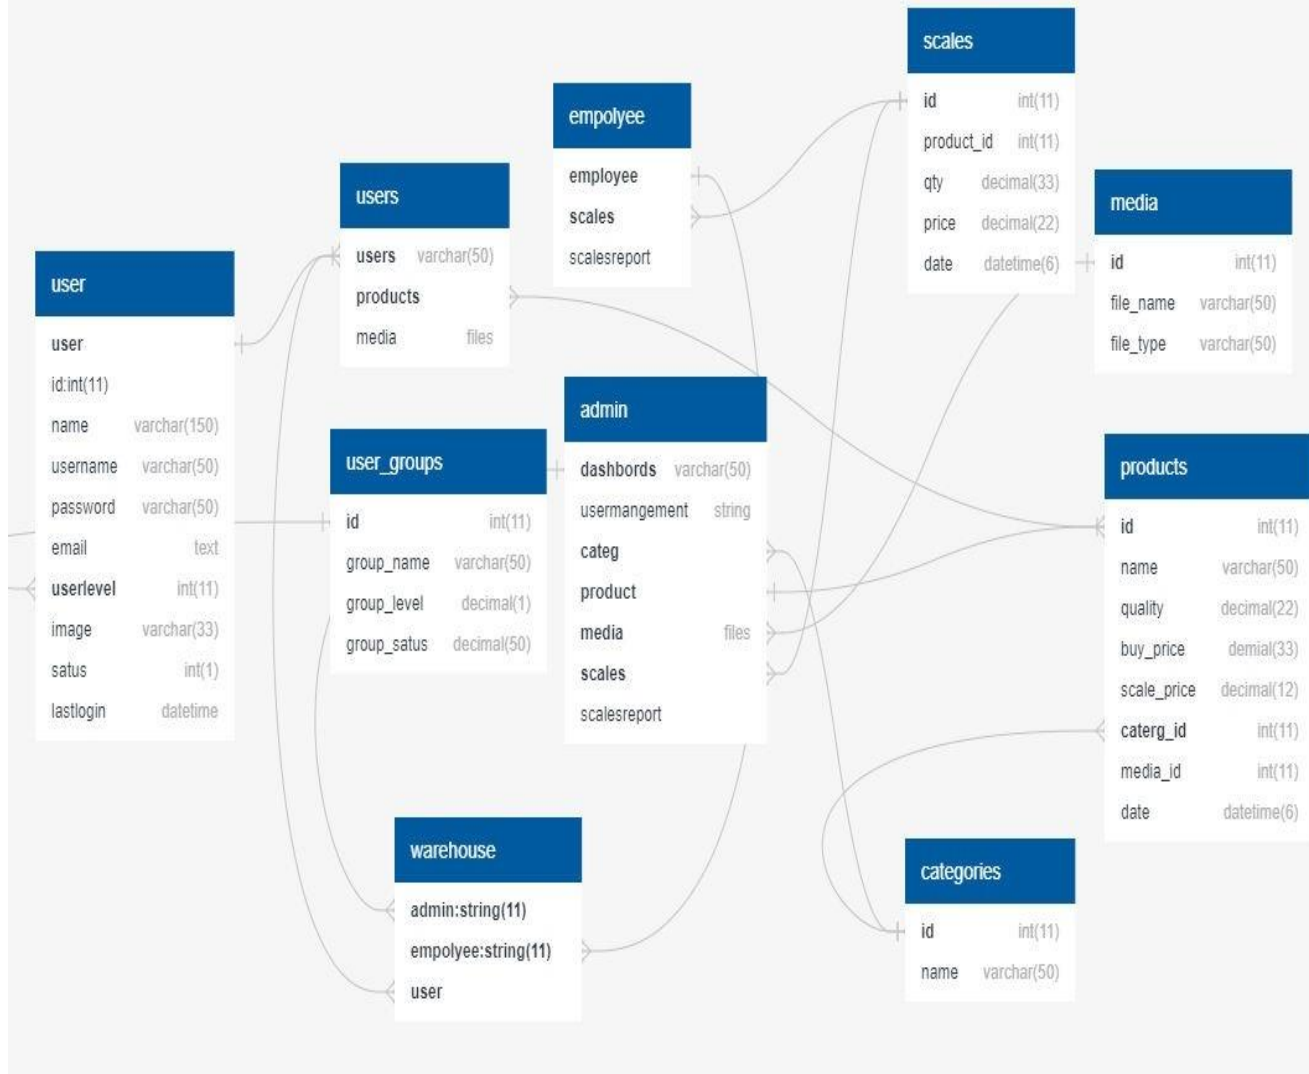 scales
id int(11)
product_id int(11)
qty decimal(33)
price decimal(22)
date datetime(6)
empolyee
employee
scales
scalesreport
users
users varchar(50)
products
media files
media
id int(11)
file_name varchar(50)
file_type varchar(50)
user
user
id:int(11)
name varchar(150)
username varchar(50)
password varchar(50)
email text
userlevel int(11)
image varchar(33)
satus int(1)
lastlogin datetime
user_groups
id int(11)
group_name varchar(50)
group_level decimal(1)
group_satus decimal(50)
admin
dashbords varchar(50)
usermangement string
categ
product
media files
scales
scalesreport
products
id int(11)
name varchar(50)
quality decimal(22)
buy_price demial(33)
scale_price decimal(12)
caterg_id int(11)
media_id int(11)
date datetime(6)
warehouse
admin:string(11)
empolyee:string(11)
user
categories
id int(11)
name varchar(50)